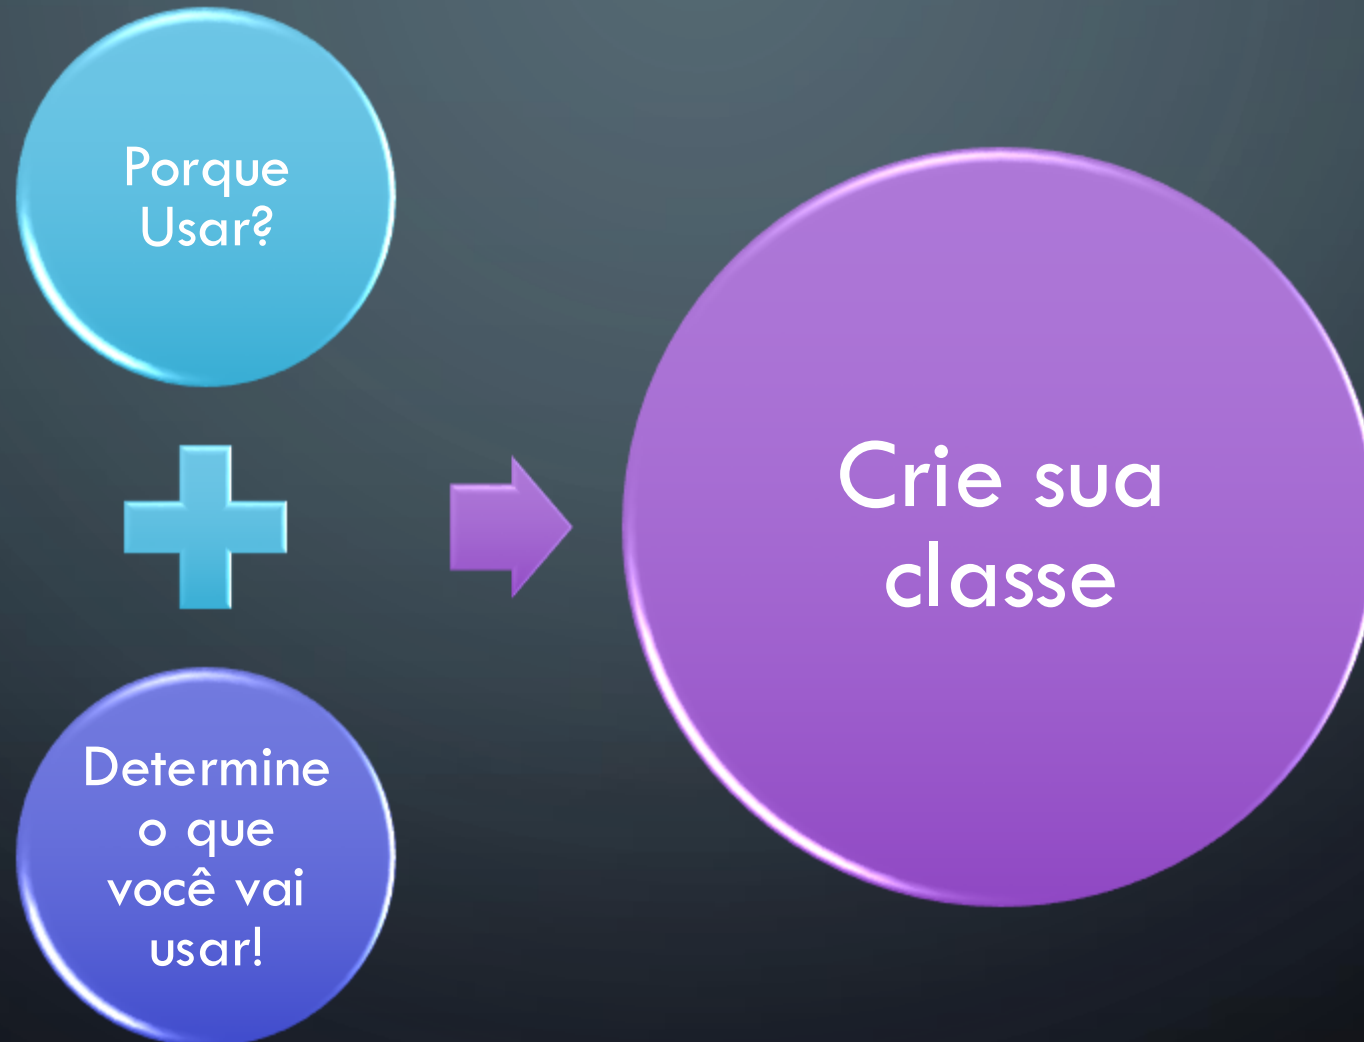 Porque
Usar?
Determine
o que
você vai
usar!
Crie sua
classe